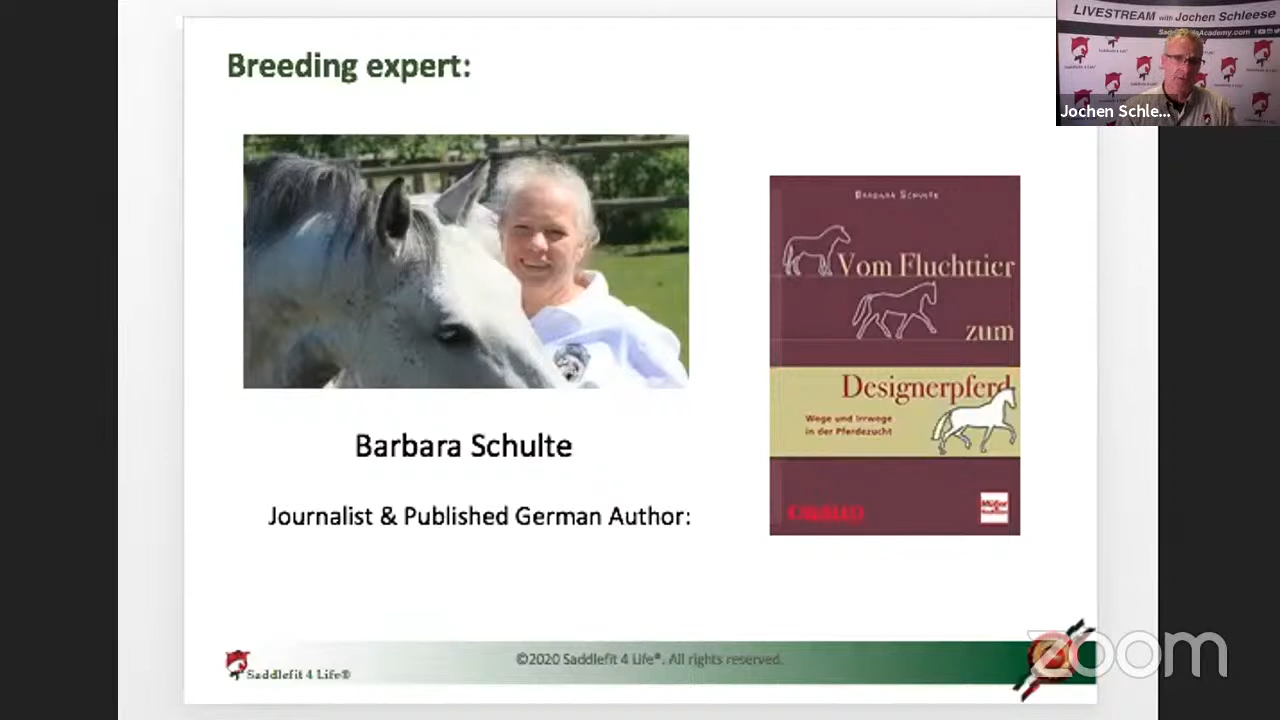 Breeding expert:
LIVESTREAM with Jochen Schleese
Jochen Schle...
BARBARA SCHULTE
Vom Fluchttier
zum
Designerpferd
Wege und Irrwege
in der Pferdezucht
Barbara Schulte
Journalist & Published German Author:
Saddlefit 4 Life®
©2020 Saddlefit 4 Life®. All rights reserved.
zoom